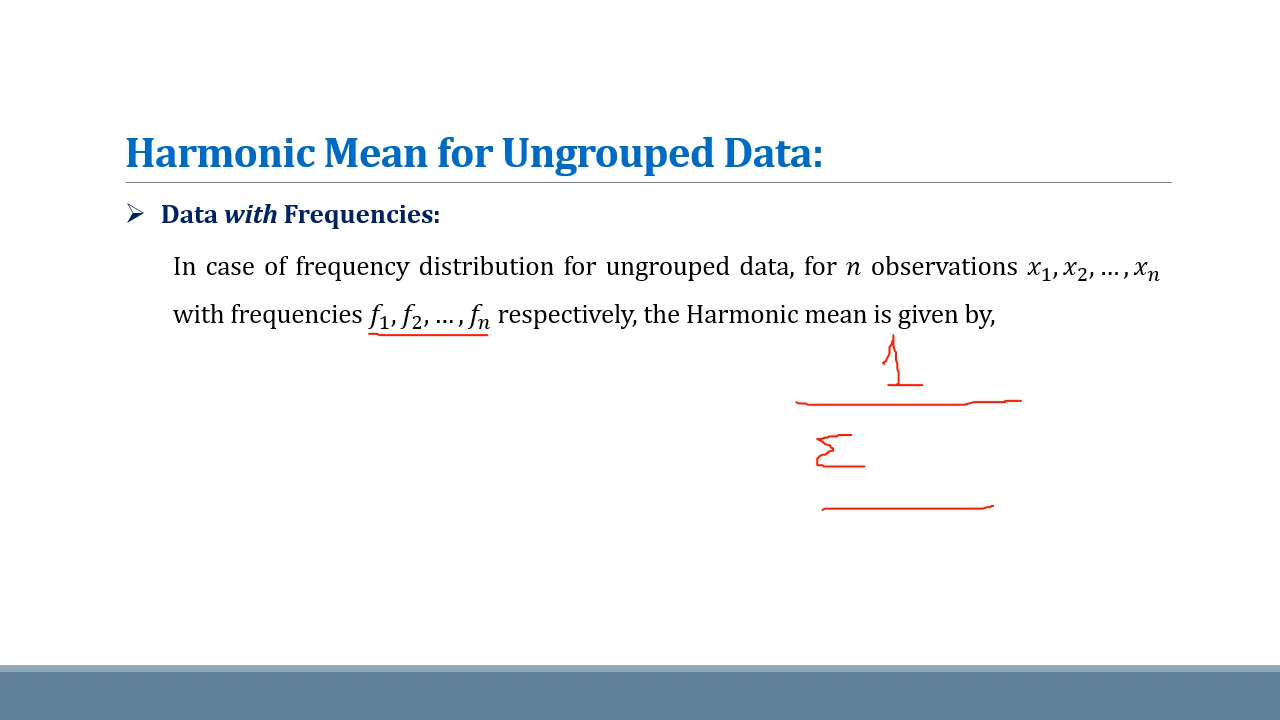 Harmonic Mean for Ungrouped Data:
➢ Data with Frequencies:
In case of frequency distribution for ungrouped data, for n observations x₁, x₂, … , xₙ
with frequencies f₁, f₂, … , fₙ respectively, the Harmonic mean is given by,
1
Σ